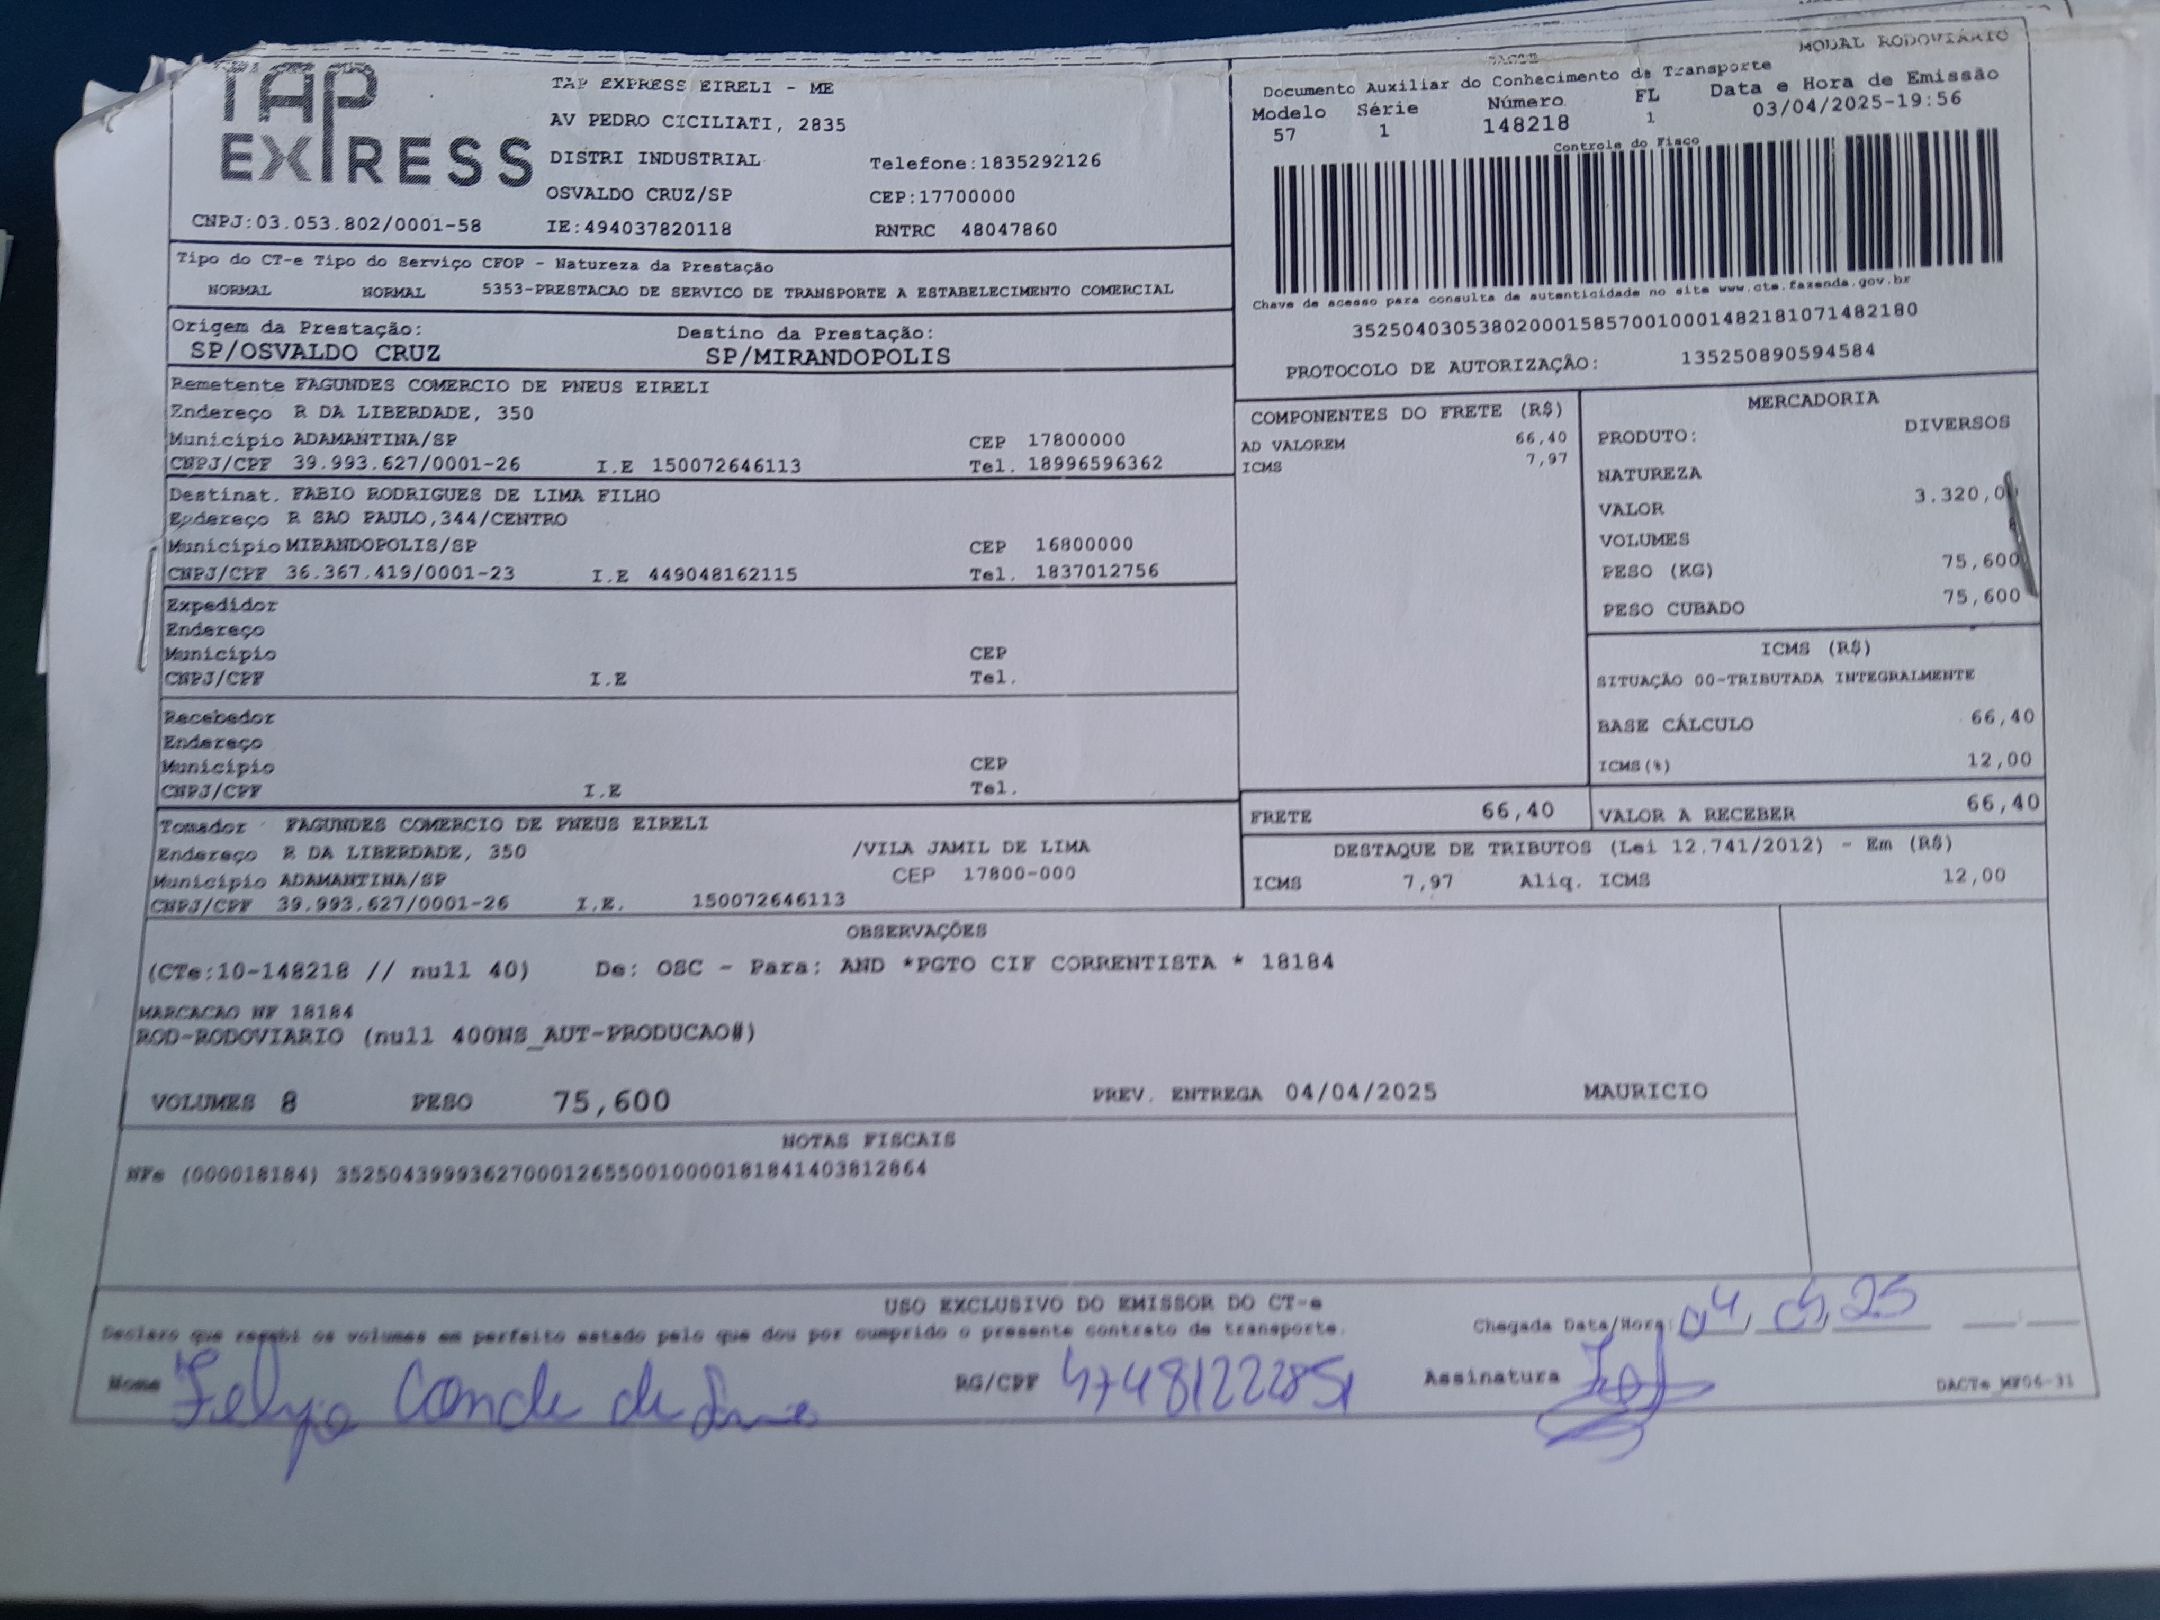 TAP EXPRESS
TAP EXPRESS EIRELI - ME
AV PEDRO CICILIATI, 2835
DISTRI INDUSTRIAL Telefone:1835292126
OSVALDO CRUZ/SP CEP:17700000
CNPJ:03.053.802/0001-58 IE:494037820118 RNTRC 48047860
MODAL RODOVIÁRIO
Documento Auxiliar do Conhecimento de Transporte
Modelo Série Número FL Data e Hora de Emissão
57 1 148218 1 03/04/2025-19:56
Controle do Fisco
Chave de acesso para consulta de autenticidade no site www.cte.fazenda.gov.br
35250403053802000158570010001482181071482180
PROTOCOLO DE AUTORIZAÇÃO: 135250890594584
Tipo do CT-e Tipo do Serviço CFOP - Natureza da Prestação
NORMAL NORMAL 5353-PRESTACAO DE SERVICO DE TRANSPORTE A ESTABELECIMENTO COMERCIAL
Origem da Prestação: Destino da Prestação:
SP/OSVALDO CRUZ SP/MIRANDOPOLIS
Remetente FAGUNDES COMERCIO DE PNEUS EIRELI
Endereço R DA LIBERDADE, 350
Município ADAMANTINA/SP CEP 17800000
CNPJ/CPF 39.993.627/0001-26 I.E 150072646113 Tel. 18996596362
Destinat. FABIO RODRIGUES DE LIMA FILHO
Endereço R SAO PAULO,344/CENTRO
Município MIRANDOPOLIS/SP CEP 16800000
CNPJ/CPF 36.367.419/0001-23 I.E 449048162115 Tel. 1837012756
Expedidor
Endereço
Município CEP
CNPJ/CPF I.E Tel.
Recebedor
Endereço
Município CEP
CNPJ/CPF I.E Tel.
Tomador FAGUNDES COMERCIO DE PNEUS EIRELI
Endereço R DA LIBERDADE, 350 /VILA JAMIL DE LIMA
Município ADAMANTINA/SP CEP 17800-000
CNPJ/CPF 39.993.627/0001-26 I.E. 150072646113
COMPONENTES DO FRETE (R$)
AD VALOREM 66,40
ICMS 7,97
MERCADORIA
PRODUTO: DIVERSOS
NATUREZA
VALOR 3.320,00
VOLUMES
PESO (KG) 75,600
PESO CUBADO 75,600
ICMS (R$)
SITUAÇÃO 00-TRIBUTADA INTEGRALMENTE
BASE CÁLCULO 66,40
ICMS(%) 12,00
FRETE 66,40 VALOR A RECEBER 66,40
DESTAQUE DE TRIBUTOS (Lei 12.741/2012) - Em (R$)
ICMS 7,97 Aliq. ICMS 12,00
OBSERVAÇÕES
(CTe:10-148218 // null 40) De: OSC - Para: AND *PGTO CIF CORRENTISTA * 18184
MARCACAO NF 18184
ROD-RODOVIARIO (null 400NS_AUT-PRODUCAO#)
VOLUMES 8 PESO 75,600 PREV. ENTREGA 04/04/2025 MAURICIO
NOTAS FISCAIS
NFe (000018184) 35250439993627000126550010000181841403812864
USO EXCLUSIVO DO EMISSOR DO CT-e
Declaro que recebi os volumes em perfeito estado pelo que dou por cumprido o presente contrato de transporte. Chegada Data/Hora: 04, 04, 25
Nome Felipe Conde de RG/CPF 47481222851 Assinatura